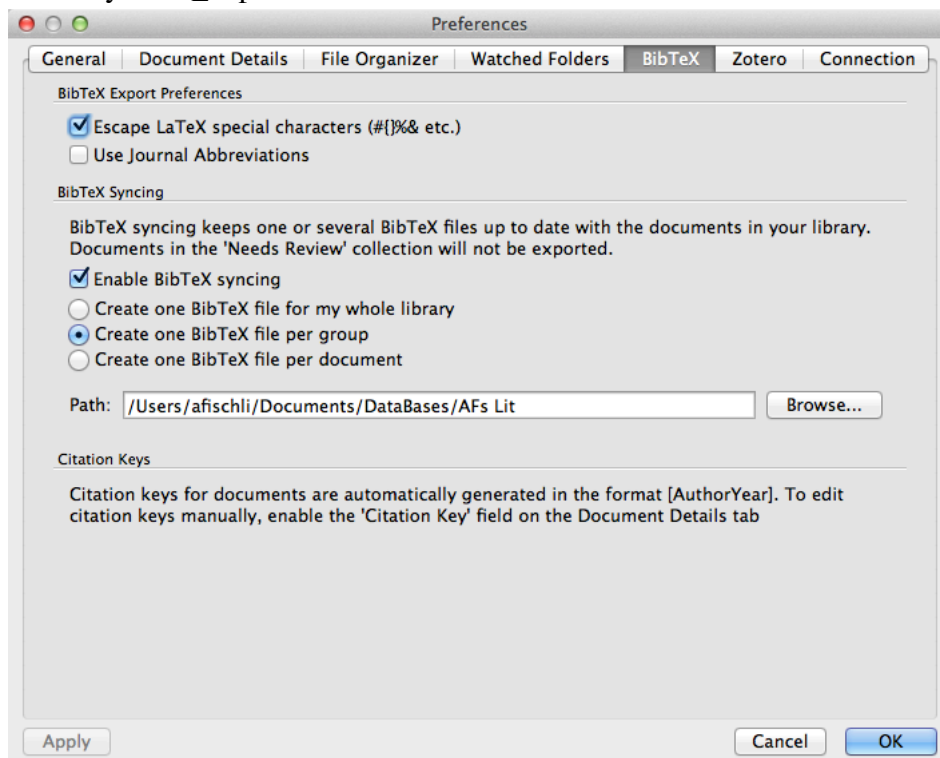 Preferences
General Document Details File Organizer Watched Folders BibTeX Zotero Connection
BibTeX Export Preferences
Escape LaTeX special characters (#{}%& etc.)
Use Journal Abbreviations
BibTeX Syncing
BibTeX syncing keeps one or several BibTeX files up to date with the documents in your library.
Documents in the 'Needs Review' collection will not be exported.
Enable BibTeX syncing
Create one BibTeX file for my whole library
Create one BibTeX file per group
Create one BibTeX file per document
Path: /Users/afischli/Documents/DataBases/AFs Lit Browse...
Citation Keys
Citation keys for documents are automatically generated in the format [AuthorYear]. To edit
citation keys manually, enable the 'Citation Key' field on the Document Details tab
Apply Cancel OK